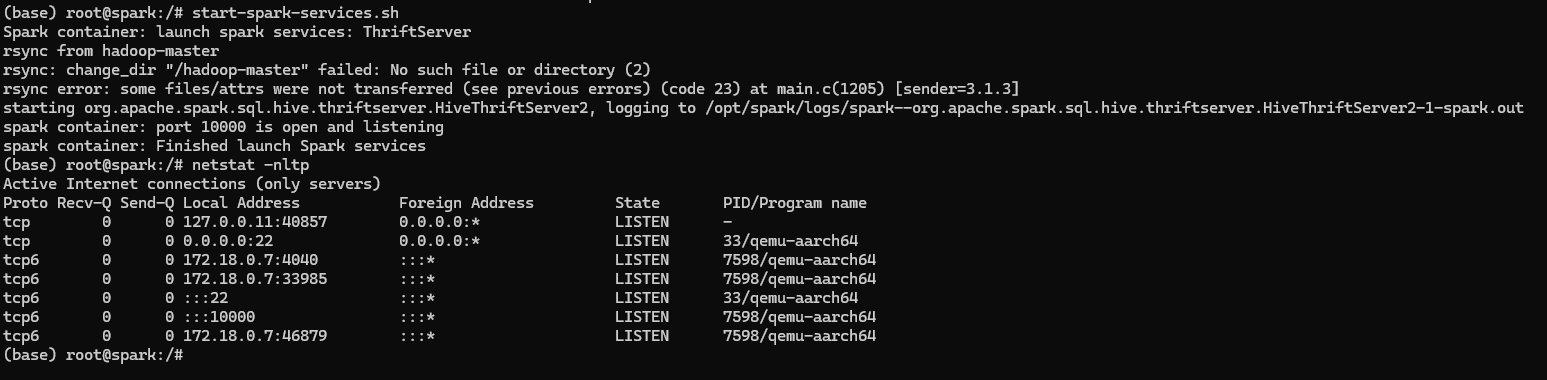 (base) root@spark:/# start-spark-services.sh
Spark container: launch spark services: ThriftServer
rsync from hadoop-master
rsync: change_dir "/hadoop-master" failed: No such file or directory (2)
rsync error: some files/attrs were not transferred (see previous errors) (code 23) at main.c(1205) [sender=3.1.3]
starting org.apache.spark.sql.hive.thriftserver.HiveThriftServer2, logging to /opt/spark/logs/spark--org.apache.spark.sql.hive.thriftserver.HiveThriftServer2-1-spark.out
spark container: port 10000 is open and listening
spark container: Finished launch Spark services
(base) root@spark:/# netstat -nltp
Active Internet connections (only servers)
Proto Recv-Q Send-Q Local Address           Foreign Address         State       PID/Program name
tcp        0      0 127.0.0.11:40857        0.0.0.0:*               LISTEN      -
tcp        0      0 0.0.0.0:22              0.0.0.0:*               LISTEN      33/qemu-aarch64
tcp6       0      0 172.18.0.7:4040         :::*                    LISTEN      7598/qemu-aarch64
tcp6       0      0 172.18.0.7:33985        :::*                    LISTEN      7598/qemu-aarch64
tcp6       0      0 :::22                   :::*                    LISTEN      33/qemu-aarch64
tcp6       0      0 :::10000                :::*                    LISTEN      7598/qemu-aarch64
tcp6       0      0 172.18.0.7:46879        :::*                    LISTEN      7598/qemu-aarch64
(base) root@spark:/#